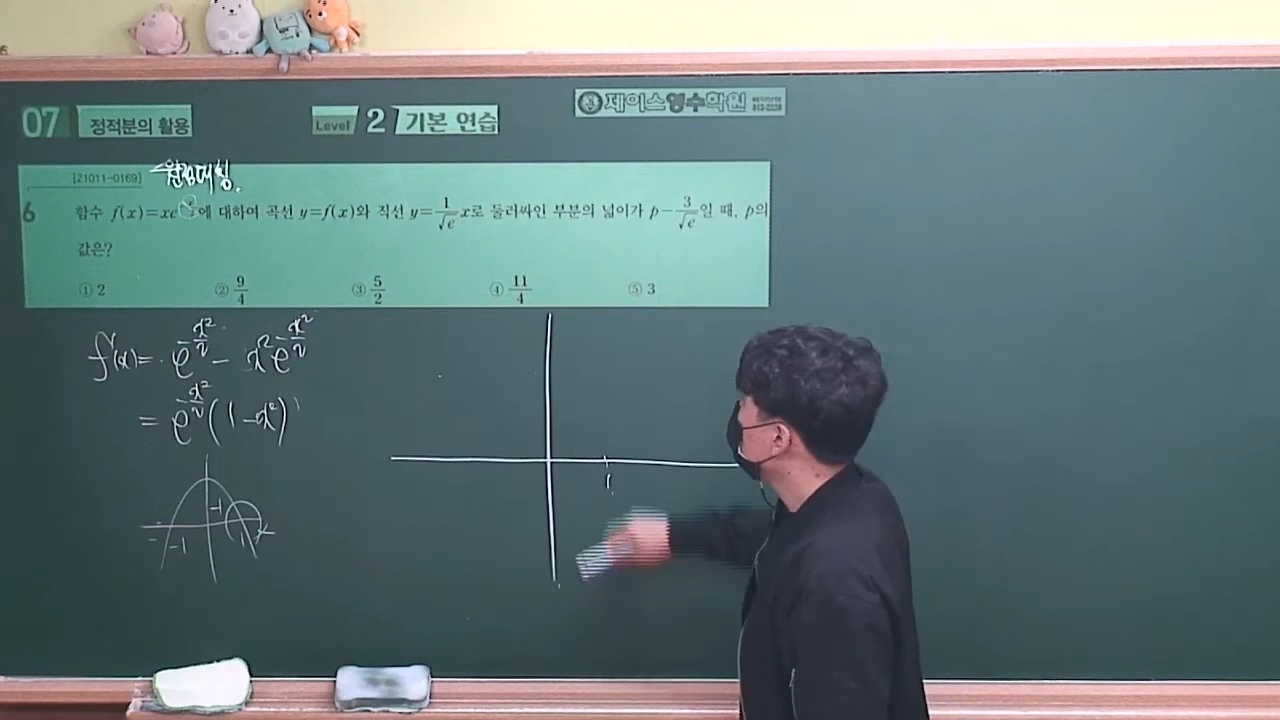 07 정적분의 활용 Level 2 기본 연습 제이스영수학원
[21011-0169] 원점대칭.
6 함수 f(x)=xe 에 대하여 곡선 y=f(x)와 직선 y=1/√e x로 둘러싸인 부분의 넓이가 p-3/√e일 때, p의
값은?
① 2 ② 9/4 ③ 5/2 ④ 11/4 ⑤ 3
f'(x)= e^(-x²/2) - x²e^(-x²/2)
= e^(-x²/2)(1-x²)
-1 1
1